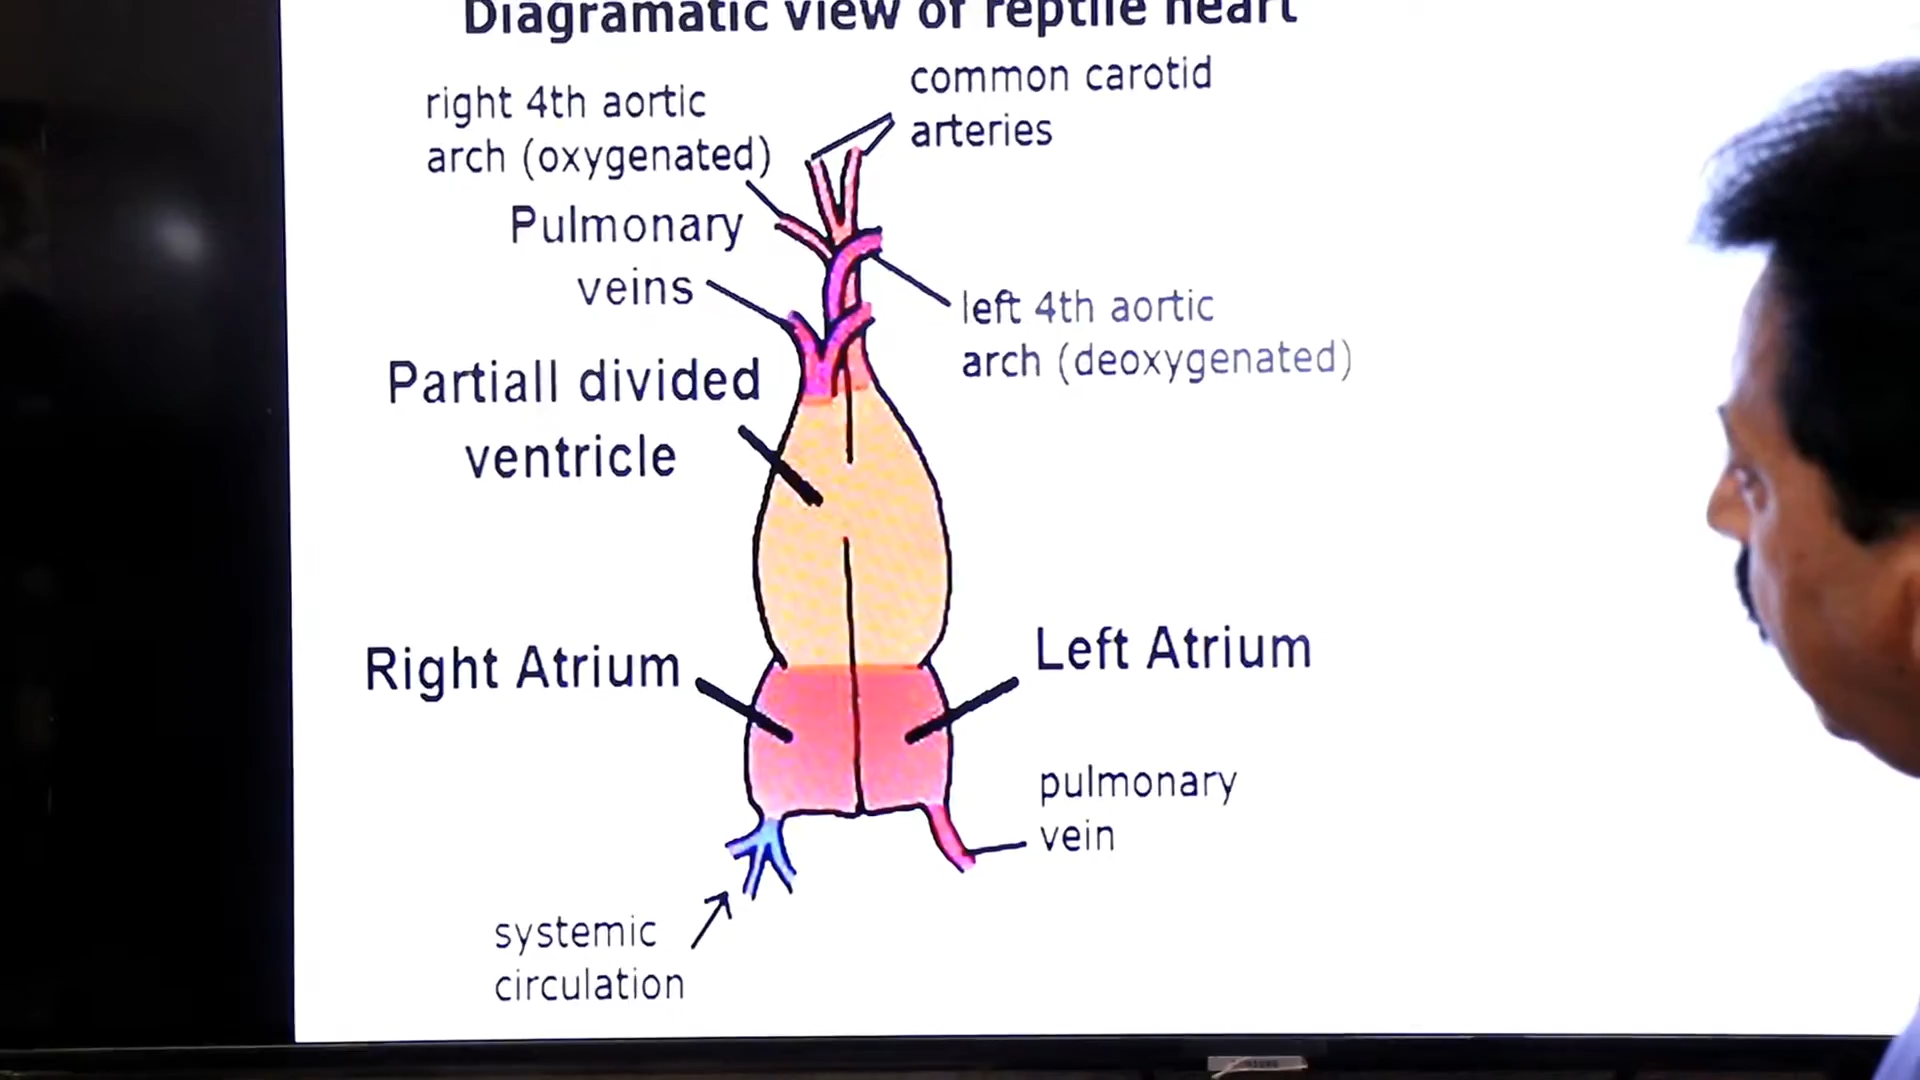 Diagramatic view of reptile heart
right 4th aortic
arch (oxygenated)
common carotid
arteries
Pulmonary
veins
left 4th aortic
arch (deoxygenated)
Partiall divided
ventricle
Right Atrium
Left Atrium
pulmonary
vein
systemic
circulation